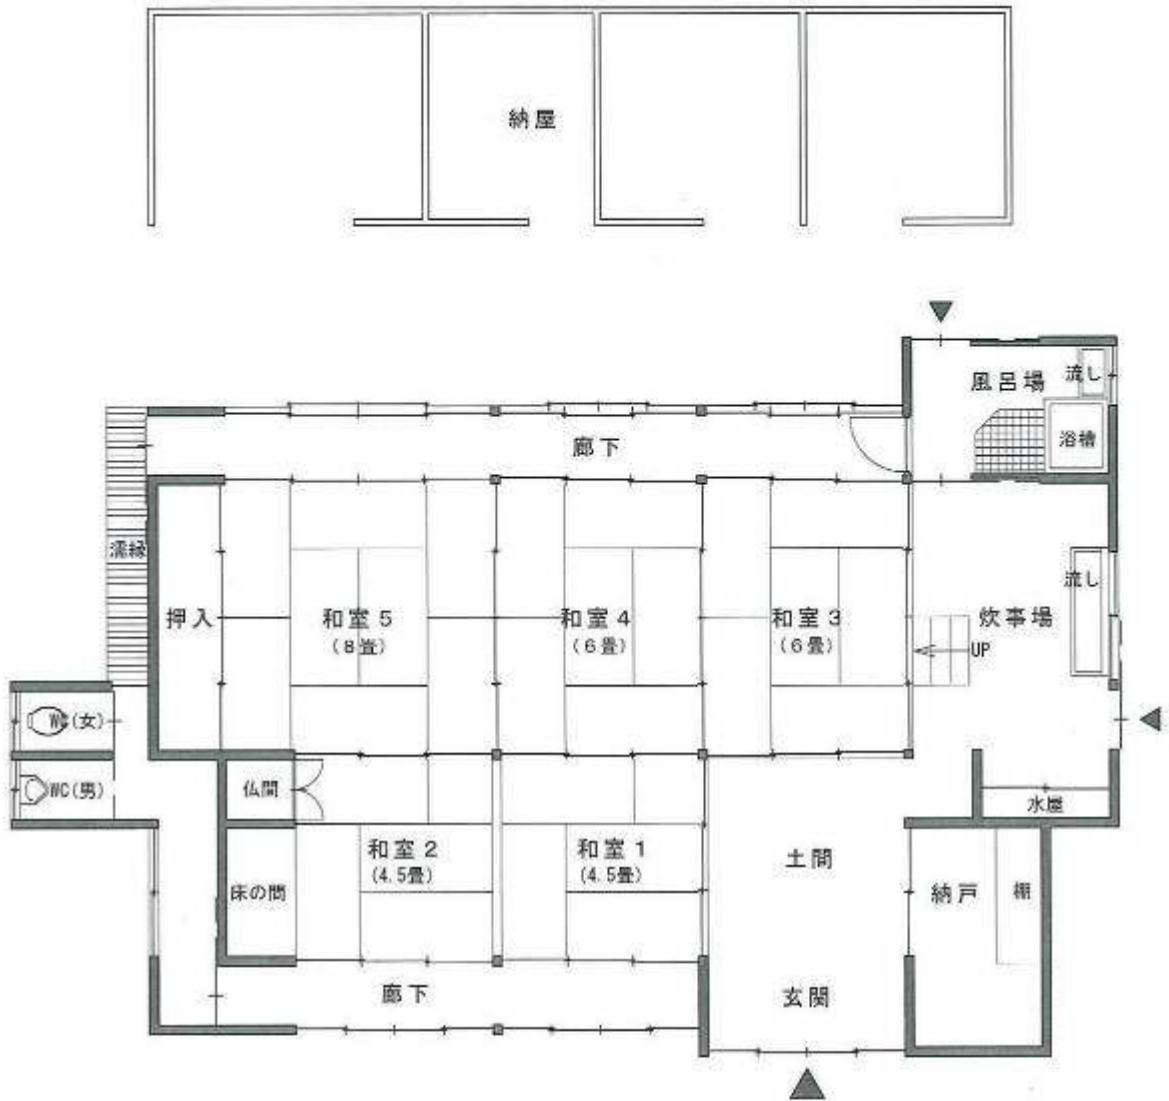 納屋
風呂場
流し
浴槽
廊下
濡縁
押入
和室5
(8畳)
和室4
(6畳)
和室3
(6畳)
流し
炊事場
UP
WC(女)
WC(男)
仏間
水屋
和室2
(4.5畳)
和室1
(4.5畳)
土間
床の間
納戸
棚
廊下
玄関